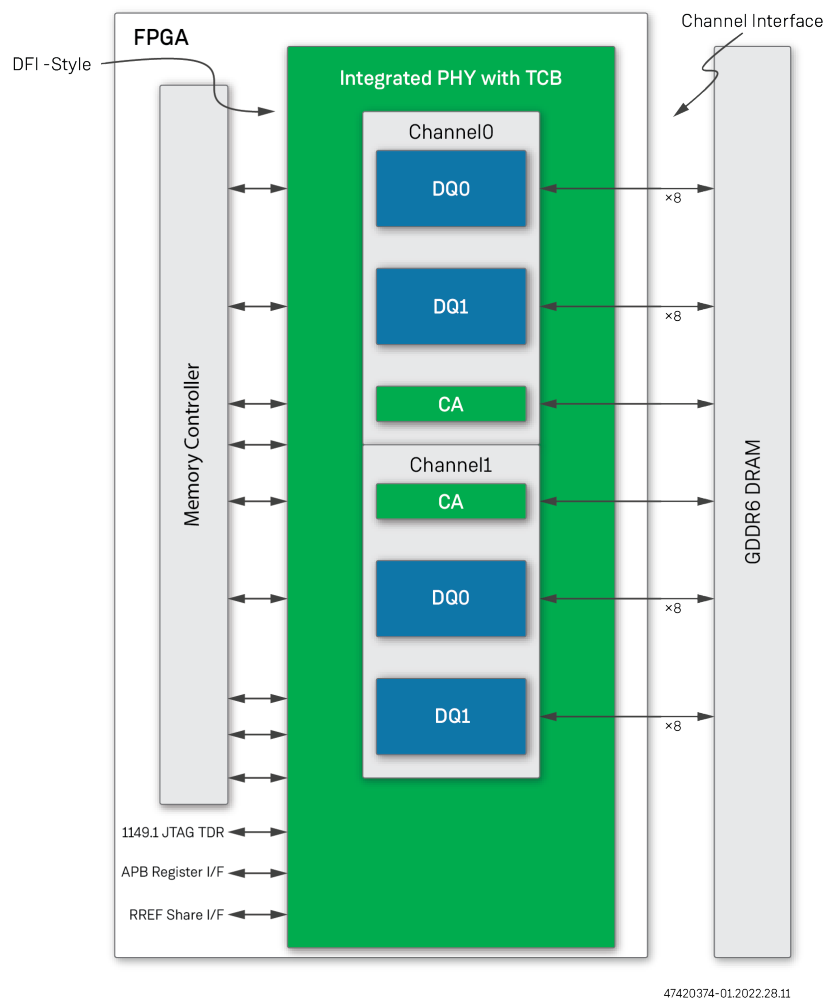 FPGA
Channel Interface
DFI -Style
Integrated PHY with TCB
Channel0
DQ0
×8
DQ1
×8
CA
Memory Controller
GDDR6 DRAM
Channel1
CA
DQ0
×8
DQ1
×8
1149.1 JTAG TDR
APB Register I/F
RREF Share I/F
47420374-01.2022.28.11